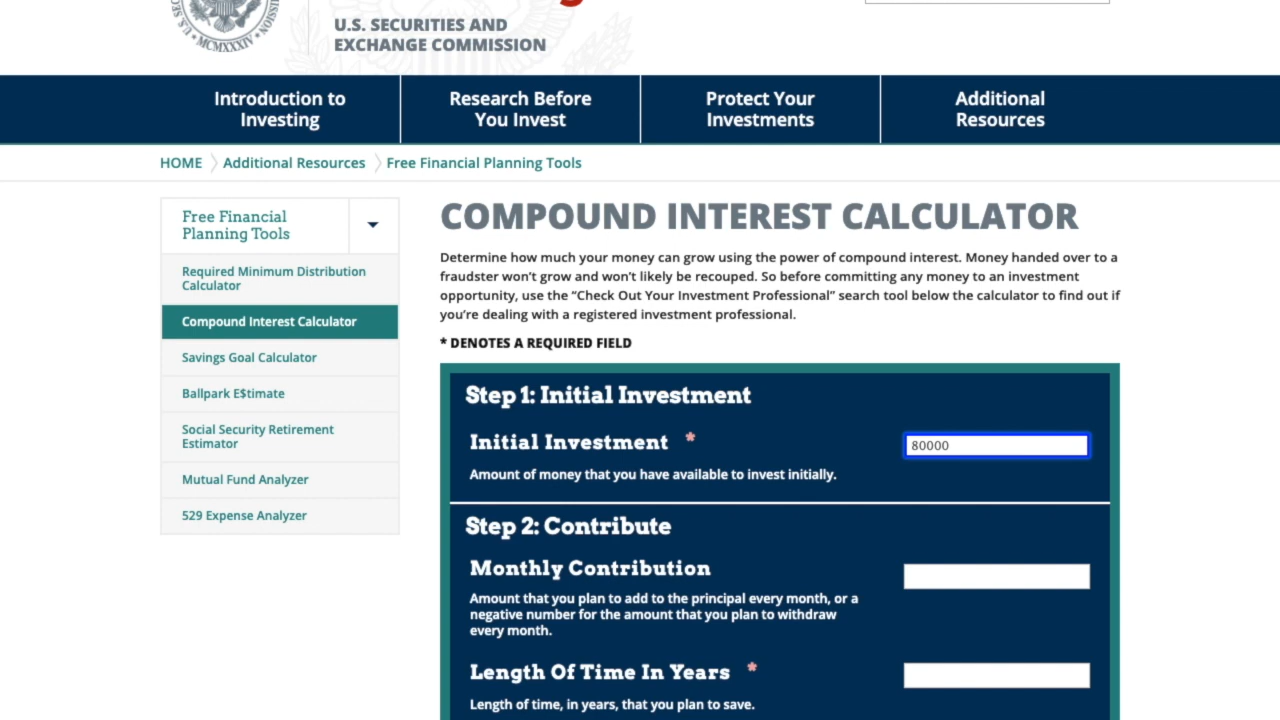 MCMXXXIV
U.S. SECURITIES AND
EXCHANGE COMMISSION
Introduction to
Investing
Research Before
You Invest
Protect Your
Investments
Additional
Resources
HOME
Additional Resources
Free Financial Planning Tools
Free Financial
Planning Tools
Required Minimum Distribution
Calculator
Compound Interest Calculator
Savings Goal Calculator
Ballpark E$timate
Social Security Retirement
Estimator
Mutual Fund Analyzer
529 Expense Analyzer
COMPOUND INTEREST CALCULATOR
Determine how much your money can grow using the power of compound interest. Money handed over to a
fraudster won’t grow and won’t likely be recouped. So before committing any money to an investment
opportunity, use the “Check Out Your Investment Professional” search tool below the calculator to find out if
you’re dealing with a registered investment professional.
* DENOTES A REQUIRED FIELD
Step 1: Initial Investment
Initial Investment *
80000
Amount of money that you have available to invest initially.
Step 2: Contribute
Monthly Contribution
Amount that you plan to add to the principal every month, or a
negative number for the amount that you plan to withdraw
every month.
Length Of Time In Years *
Length of time, in years, that you plan to save.